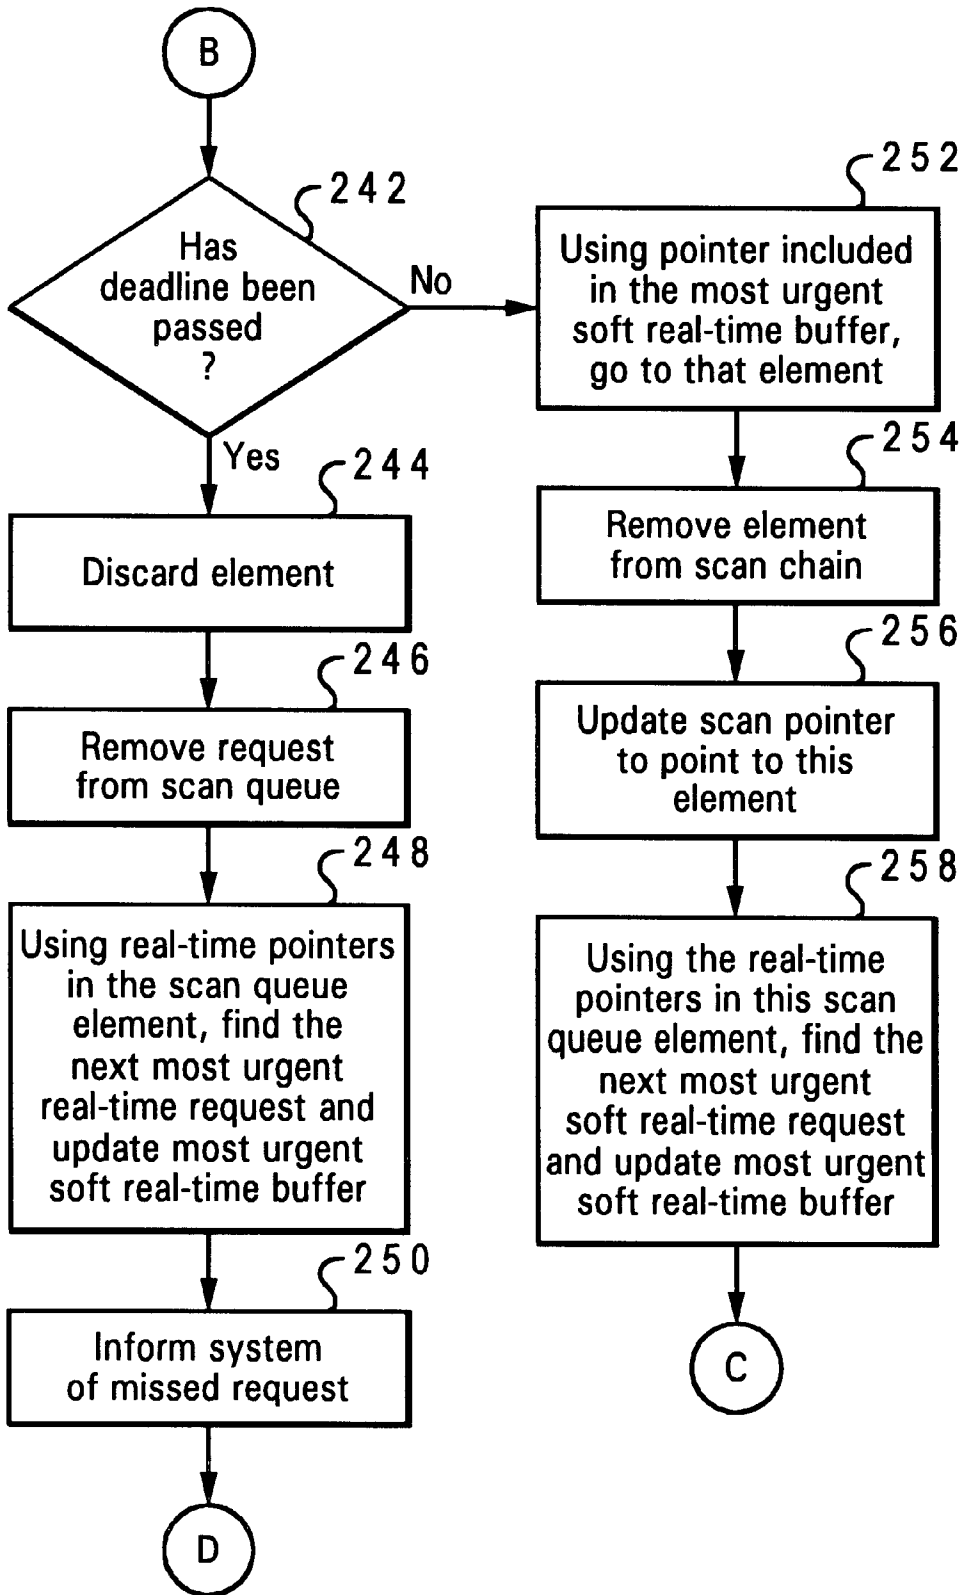 B
242
Has
deadline been
passed
?
No
Yes
244
Discard element
246
Remove request
from scan queue
248
Using real-time pointers
in the scan queue
element, find the
next most urgent
real-time request and
update most urgent
soft real-time buffer
250
Inform system
of missed request
D
252
Using pointer included
in the most urgent
soft real-time buffer,
go to that element
254
Remove element
from scan chain
256
Update scan pointer
to point to this
element
258
Using the real-time
pointers in this scan
queue element, find the
next most urgent
soft real-time request
and update most urgent
soft real-time buffer
C